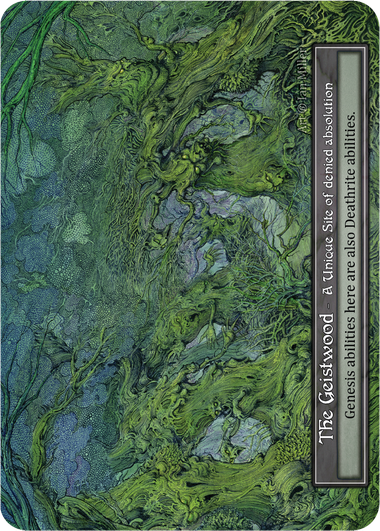 The Geistwood – A Unique Site of denied absolution
Genesis abilities here are also Deathrite abilities.